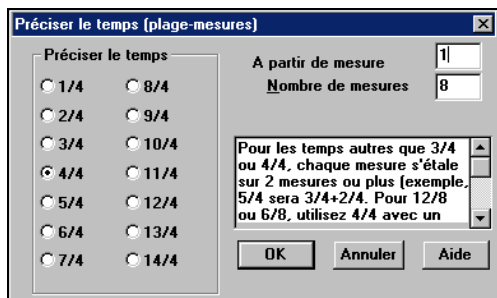 Préciser le temps (plage-mesures)
Préciser le temps
1/4 8/4
2/4 9/4
3/4 10/4
4/4 11/4
5/4 12/4
6/4 13/4
7/4 14/4
A partir de mesure 1
Nombre de mesures 8
Pour les temps autres que 3/4
ou 4/4, chaque mesure s'étale
sur 2 mesures ou plus (exemple,
5/4 sera 3/4+2/4. Pour 12/8
ou 6/8, utilisez 4/4 avec un
OK Annuler Aide